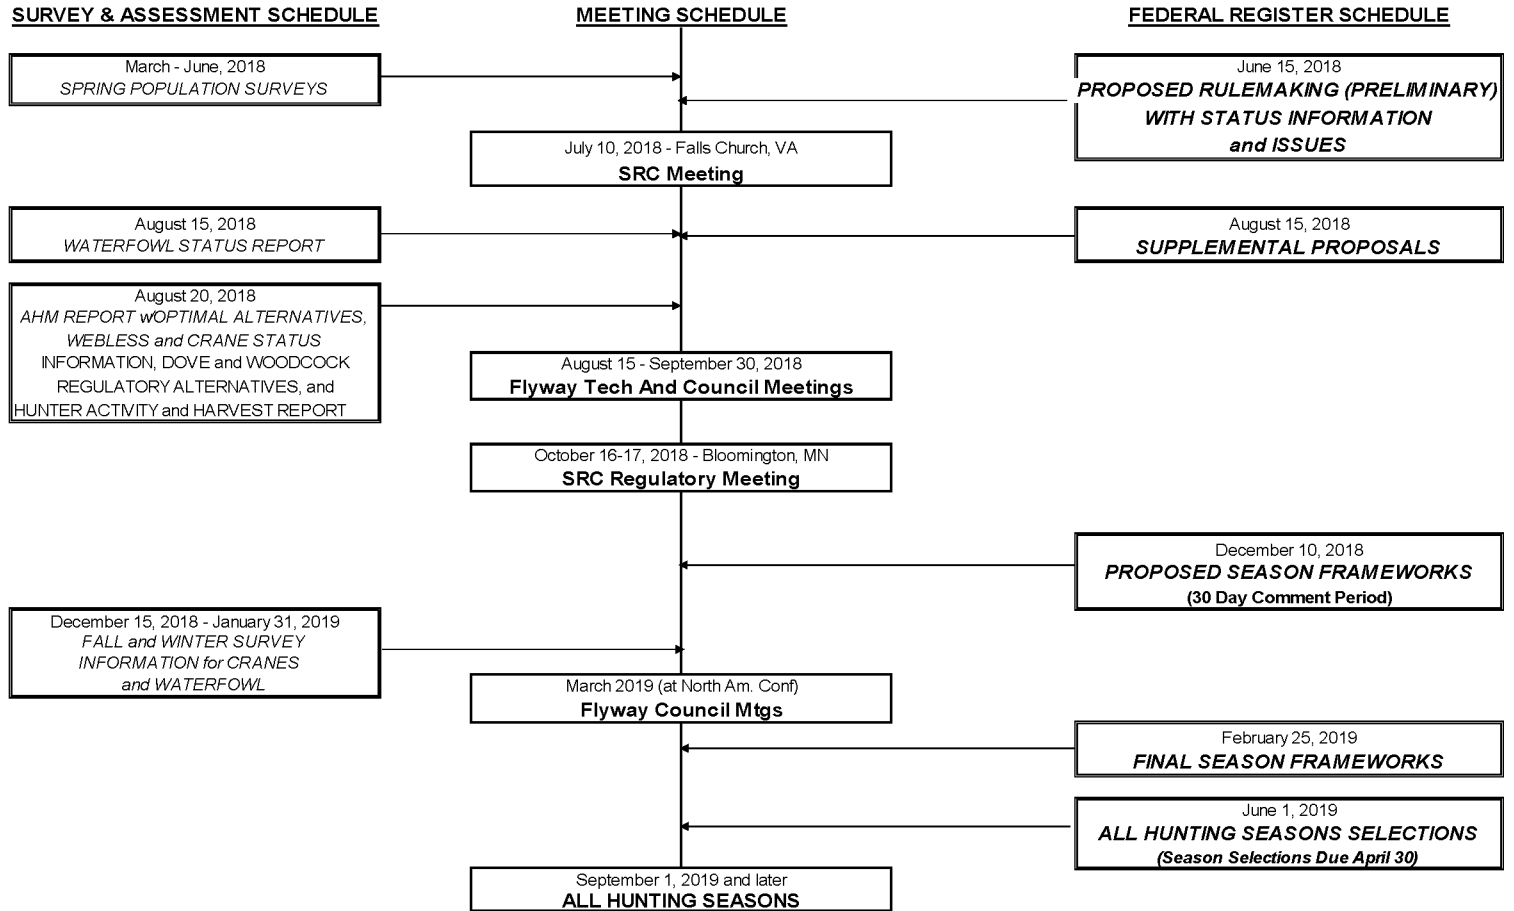 SURVEY & ASSESSMENT SCHEDULE
MEETING SCHEDULE
FEDERAL REGISTER SCHEDULE
March - June, 2018
SPRING POPULATION SURVEYS
June 15, 2018
PROPOSED RULEMAKING (PRELIMINARY)
WITH STATUS INFORMATION
and ISSUES
July 10, 2018 - Falls Church, VA
SRC Meeting
August 15, 2018
WATERFOWL STATUS REPORT
August 15, 2018
SUPPLEMENTAL PROPOSALS
August 20, 2018
AHM REPORT wOPTIMAL ALTERNATIVES,
WEBLESS and CRANE STATUS
INFORMATION, DOVE and WOODCOCK
REGULATORY ALTERNATIVES, and
HUNTER ACTIVITY and HARVEST REPORT
August 15 - September 30, 2018
Flyway Tech And Council Meetings
October 16-17, 2018 - Bloomington, MN
SRC Regulatory Meeting
December 10, 2018
PROPOSED SEASON FRAMEWORKS
(30 Day Comment Period)
December 15, 2018 - January 31, 2019
FALL and WINTER SURVEY
INFORMATION for CRANES
and WATERFOWL
March 2019 (at North Am. Conf)
Flyway Council Mtgs
February 25, 2019
FINAL SEASON FRAMEWORKS
June 1, 2019
ALL HUNTING SEASONS SELECTIONS
(Season Selections Due April 30)
September 1, 2019 and later
ALL HUNTING SEASONS